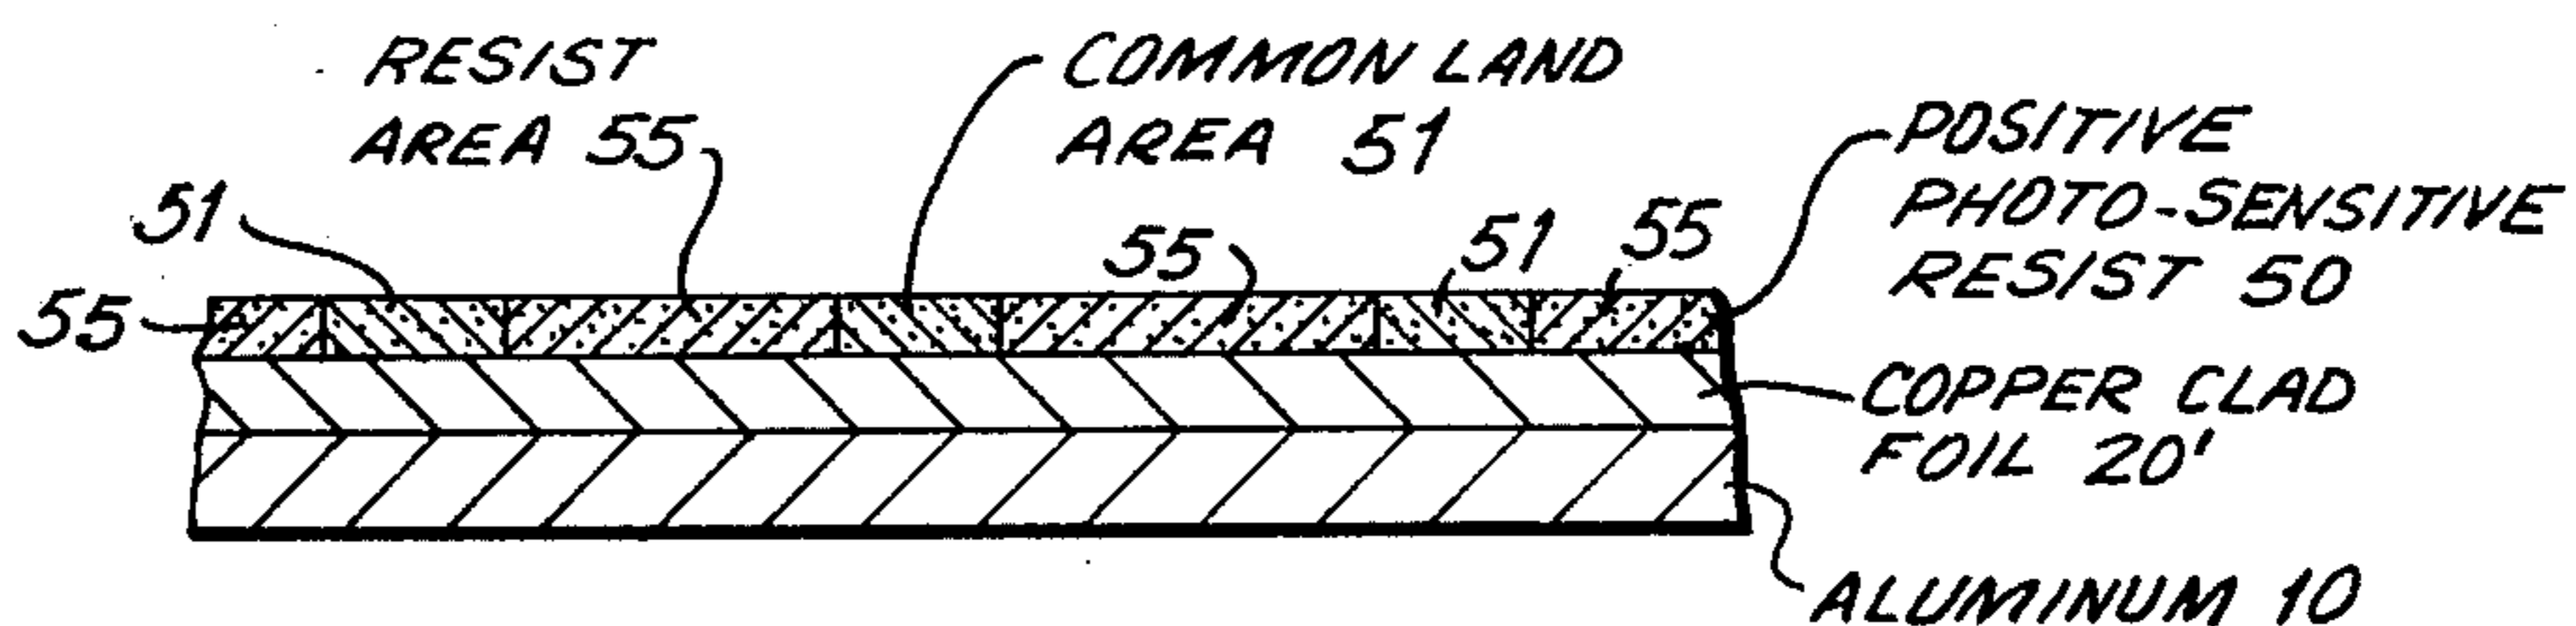 RESIST
AREA 55
COMMON LAND
AREA 51
POSITIVE
PHOTO-SENSITIVE
RESIST 50
51
55
55
51
55
COPPER CLAD
FOIL 20'
ALUMINUM 10